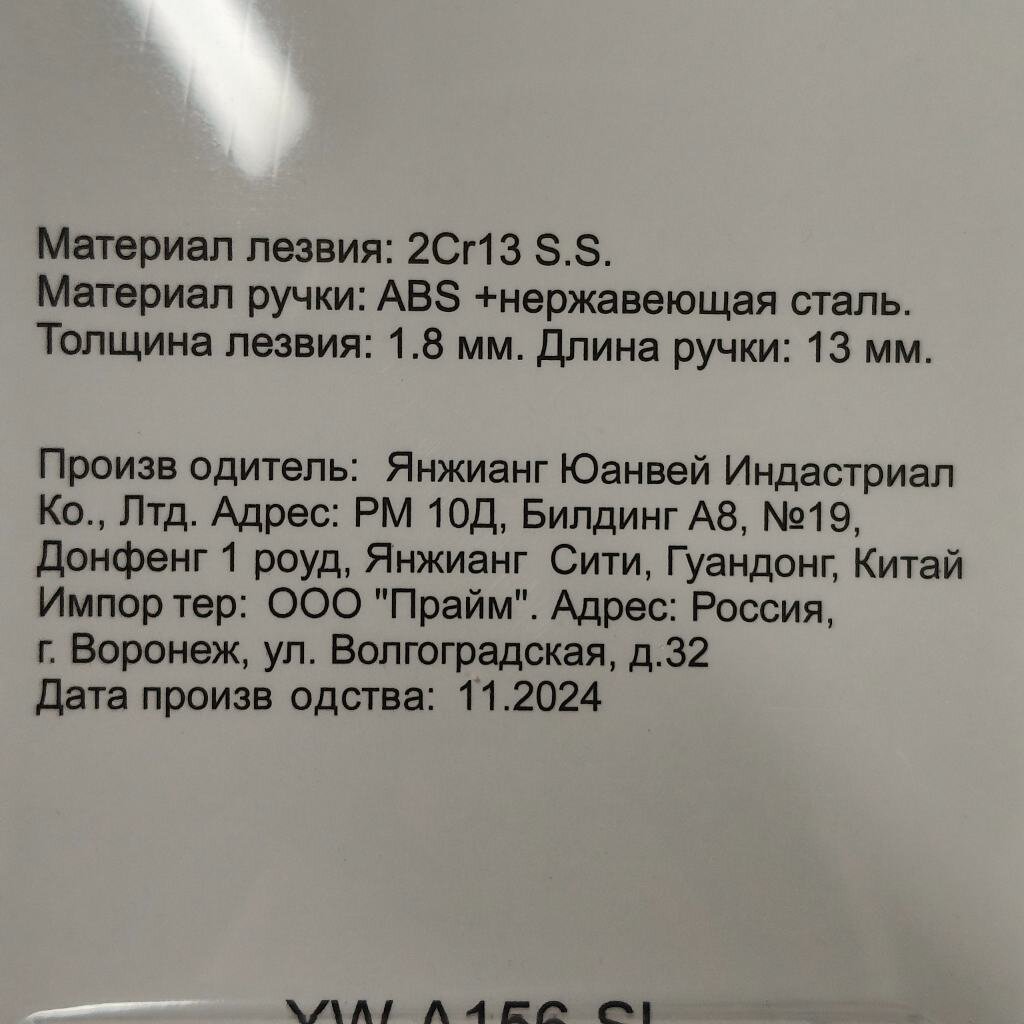 Материал лезвия: 2Cr13 S.S.
Материал ручки: ABS +нержавеющая сталь.
Толщина лезвия: 1.8 мм. Длина ручки: 13 мм.
Произв одитель: Янжианг Юанвей Индастриал
Ко., Лтд. Адрес: РМ 10Д, Билдинг А8, №19,
Донфенг 1 роуд, Янжианг Сити, Гуандонг, Китай
Импор тер: ООО "Прайм". Адрес: Россия,
г. Воронеж, ул. Волгоградская, д.32
Дата произв одства: 11.2024